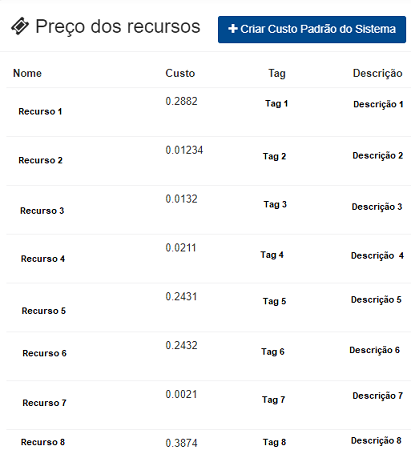 Preço dos recursos
+ Criar Custo Padrão do Sistema
Nome Custo Tag Descrição
Recurso 1 0.2882 Tag 1 Descrição 1
Recurso 2 0.01234 Tag 2 Descrição 2
Recurso 3 0.0132 Tag 3 Descrição 3
Recurso 4 0.0211 Tag 4 Descrição 4
Recurso 5 0.2431 Tag 5 Descrição 5
Recurso 6 0.2432 Tag 6 Descrição 6
Recurso 7 0.0021 Tag 7 Descrição 7
Recurso 8 0.3874 Tag 8 Descrição 8